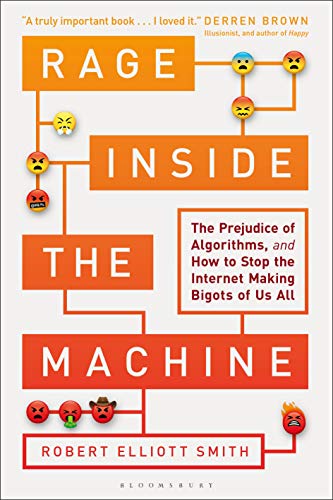 “A truly important book . . . I loved it.” DERREN BROWN
Illusionist, and author of Happy
RAGE
INSIDE
THE
MACHINE
The Prejudice of
Algorithms, and
How to Stop the
Internet Making
Bigots of Us All
ROBERT ELLIOTT SMITH
BLOOMSBURY